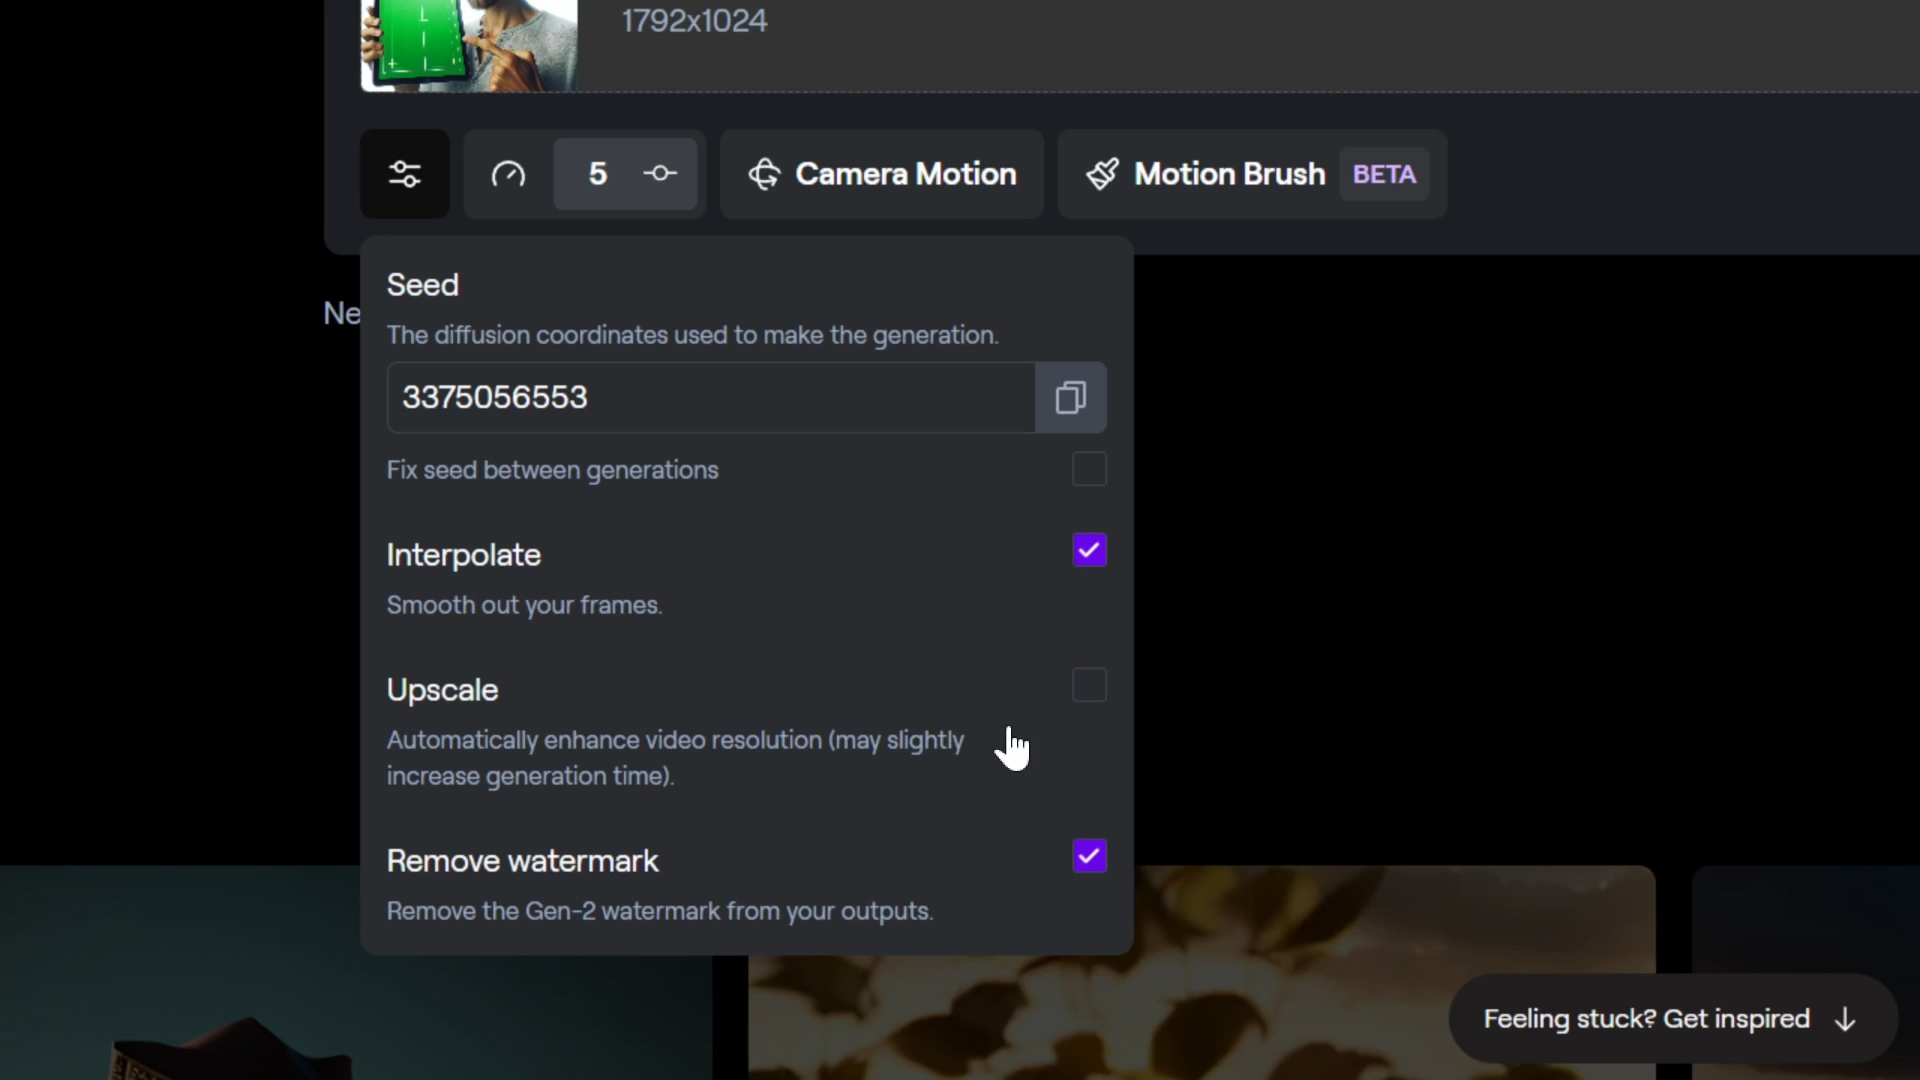 1792x1024
5
Camera Motion
Motion Brush BETA
Seed
Ne
The diffusion coordinates used to make the generation.
3375056553
Fix seed between generations
Interpolate
Smooth out your frames.
Upscale
Automatically enhance video resolution (may slightly
increase generation time).
Remove watermark
Remove the Gen-2 watermark from your outputs.
Feeling stuck? Get inspired